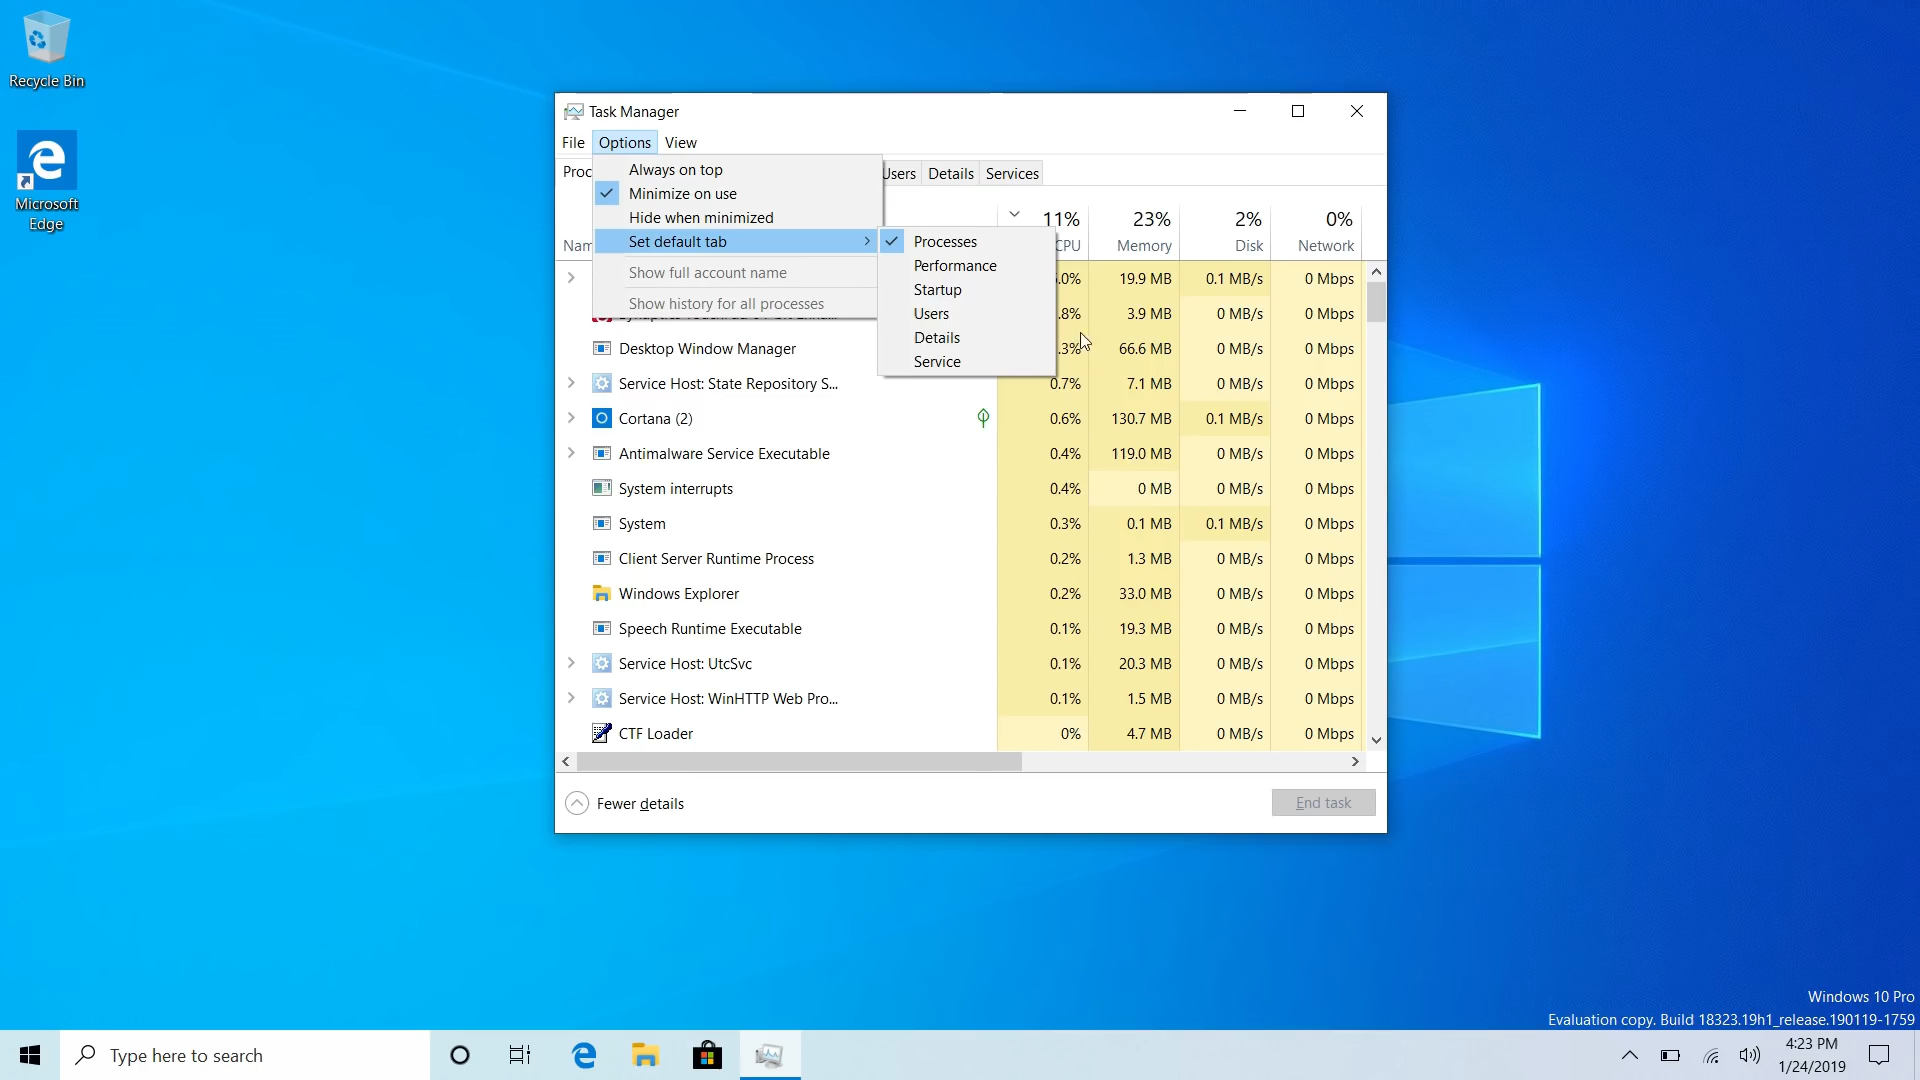 Recycle Bin
Microsoft
Edge
Task Manager
File Options View
Proc Users Details Services
Always on top
Minimize on use
Hide when minimized
Set default tab
Show full account name
Show history for all processes
Processes
Performance
Startup
Users
Details
Service
11% 23% 2% 0%
Nam CPU Memory Disk Network
.0% 19.9 MB 0.1 MB/s 0 Mbps
.8% 3.9 MB 0 MB/s 0 Mbps
Desktop Window Manager .3% 66.6 MB 0 MB/s 0 Mbps
Service Host: State Repository S... 0.7% 7.1 MB 0 MB/s 0 Mbps
Cortana (2) 0.6% 130.7 MB 0.1 MB/s 0 Mbps
Antimalware Service Executable 0.4% 119.0 MB 0 MB/s 0 Mbps
System interrupts 0.4% 0 MB 0 MB/s 0 Mbps
System 0.3% 0.1 MB 0.1 MB/s 0 Mbps
Client Server Runtime Process 0.2% 1.3 MB 0 MB/s 0 Mbps
Windows Explorer 0.2% 33.0 MB 0 MB/s 0 Mbps
Speech Runtime Executable 0.1% 19.3 MB 0 MB/s 0 Mbps
Service Host: UtcSvc 0.1% 20.3 MB 0 MB/s 0 Mbps
Service Host: WinHTTP Web Pro... 0.1% 1.5 MB 0 MB/s 0 Mbps
CTF Loader 0% 4.7 MB 0 MB/s 0 Mbps
Fewer details End task
Windows 10 Pro
Evaluation copy. Build 18323.19h1_release.190119-1759
Type here to search
4:23 PM
1/24/2019